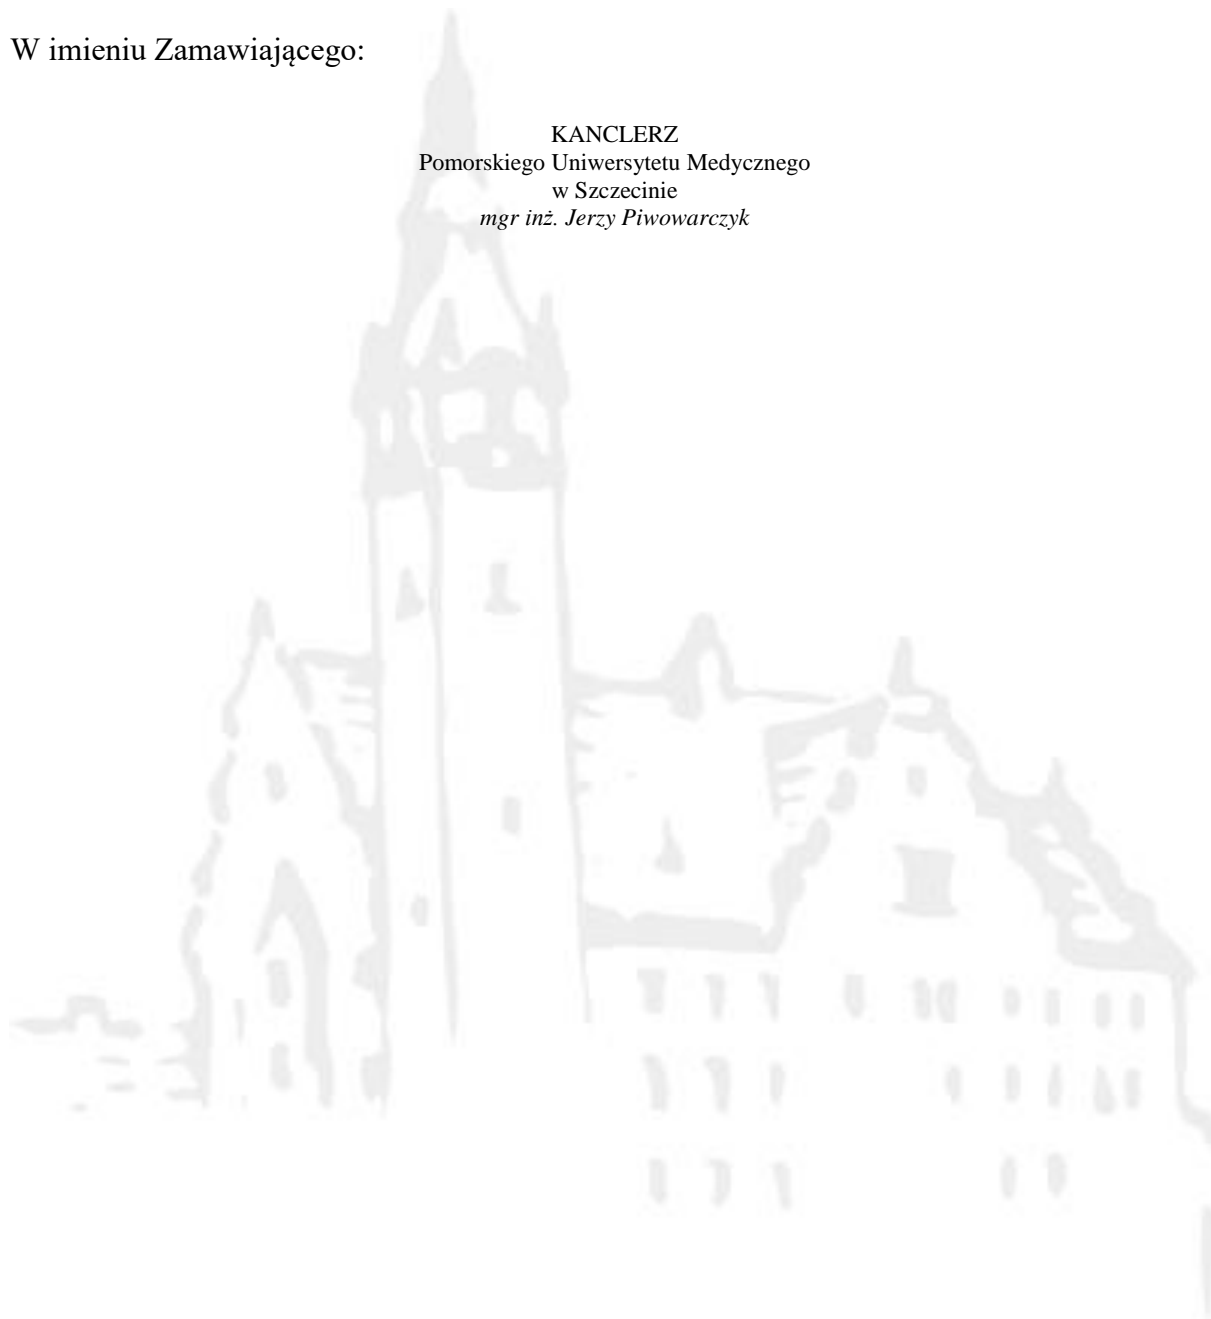 W imieniu Zamawiającego:
KANCLERZ
Pomorskiego Uniwersytetu Medycznego
w Szczecinie
mgr inż. Jerzy Piwowarczyk